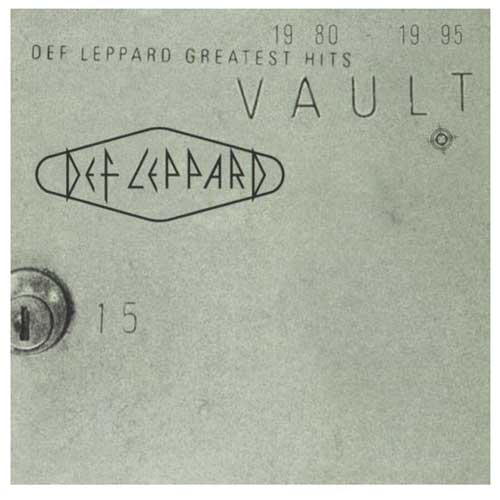 19 80 - 19 95
DEF LEPPARD GREATEST HITS
VAULT
DEF LEPPARD
15